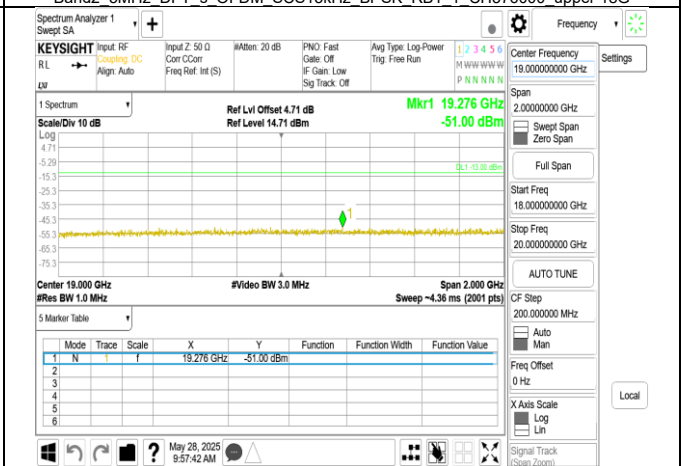 Spectrum Analyzer 1
Swept SA
Frequency
Settings
KEYSIGHT Input: RF Input Z: 50 Ω #Atten: 20 dB PNO: Fast Avg Type: Log-Power 1 2 3 4 5 6
RL Coupling: DC Corr CCorr Gate: Off Trig: Free Run M W W W W W
Align: Auto Freq Ref: Int (S) IF Gain: Low
Sig Track: Off P N N N N N
LXI
1 Spectrum
Ref Lvl Offset 4.71 dB Mkr1 19.276 GHz
Scale/Div 10 dB Ref Level 14.71 dBm -51.00 dBm
Log
4.71
-5.29
DL1 -13.00 dBm
-15.3
-25.3
-35.3
1
-45.3
-55.3
-65.3
-75.3
Center 19.000 GHz #Video BW 3.0 MHz Span 2.000 GHz
#Res BW 1.0 MHz Sweep ~4.36 ms (2001 pts)
5 Marker Table
Mode Trace Scale X Y Function Function Width Function Value
1 N 1 f 19.276 GHz -51.00 dBm
2
3
4
5
6
May 28, 2025
9:57:42 AM
Center Frequency
19.000000000 GHz
Span
2.00000000 GHz
Swept Span
Zero Span
Full Span
Start Freq
18.000000000 GHz
Stop Freq
20.000000000 GHz
AUTO TUNE
CF Step
200.000000 MHz
Auto
Man
Freq Offset
0 Hz
X Axis Scale
Log
Lin
Signal Track
(Span Zoom)
Local